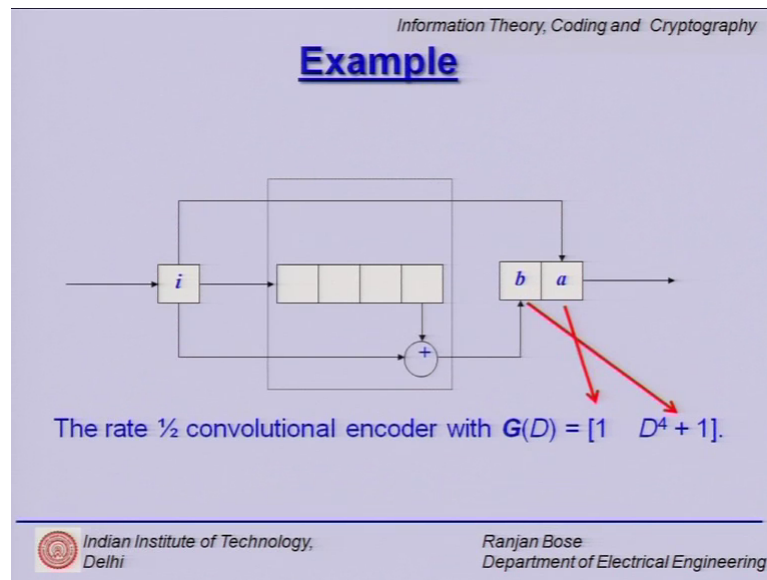 Information Theory, Coding and Cryptography
Example
i
b a
+
The rate ½ convolutional encoder with G(D) = [1 D⁴ + 1].
Indian Institute of Technology,
Delhi
Ranjan Bose
Department of Electrical Engineering